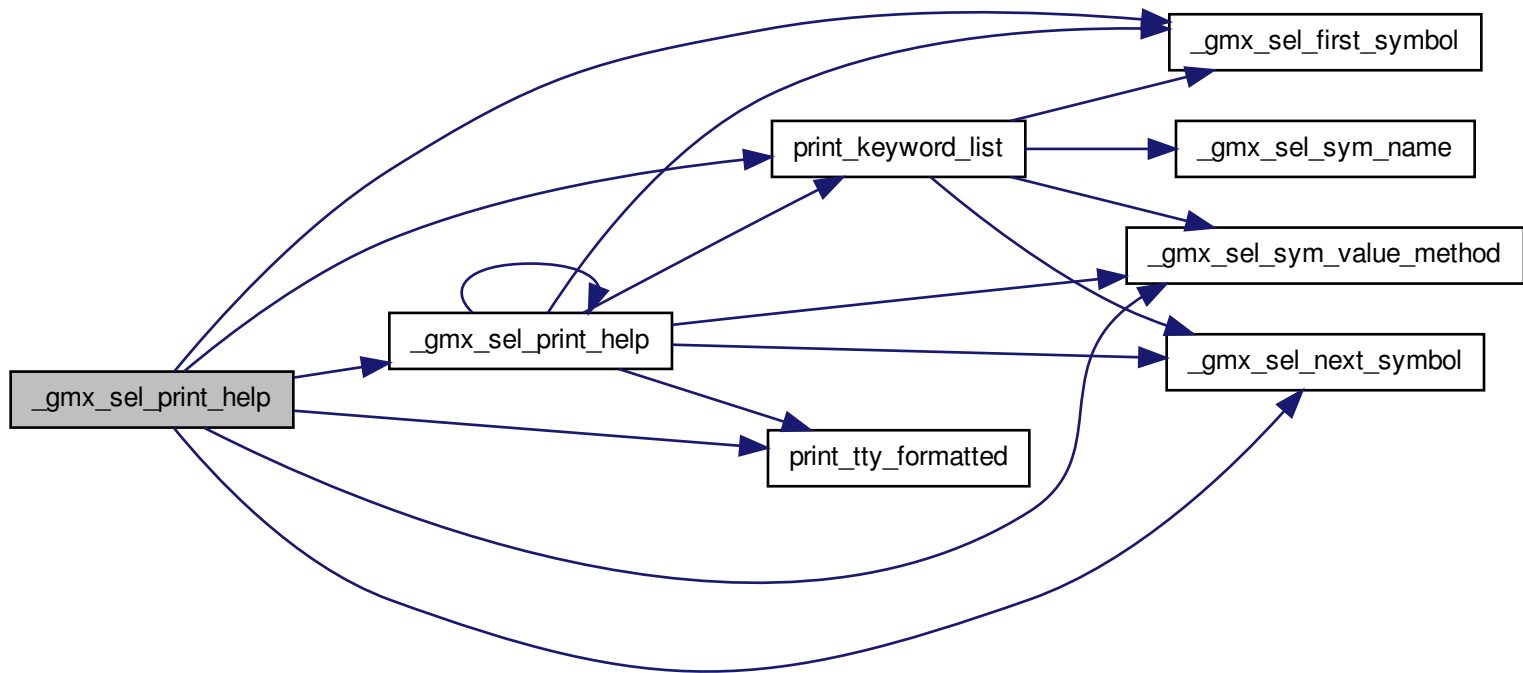 _gmx_sel_first_symbol
print_keyword_list
_gmx_sel_sym_name
_gmx_sel_sym_value_method
_gmx_sel_print_help
_gmx_sel_next_symbol
_gmx_sel_print_help
print_tty_formatted